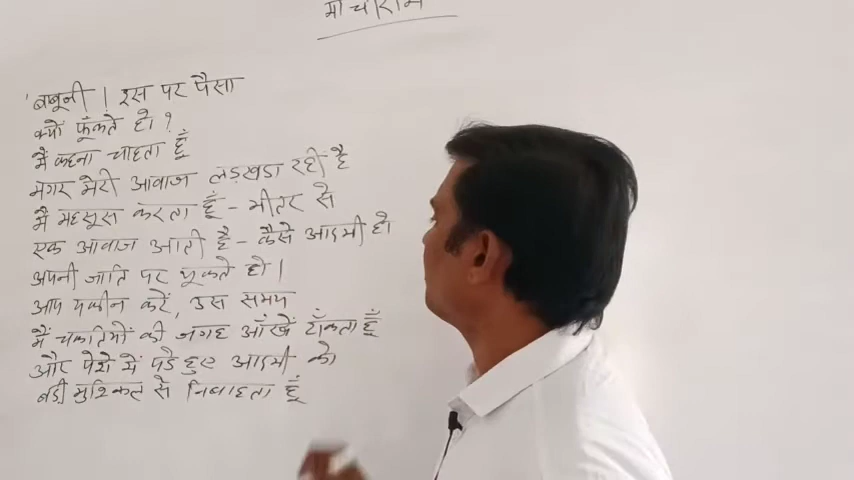 मोचीराम
'बाबूजी ! इस पर पैसा
क्यों फूँकते हो ?
मैं कहना चाहता हूँ
मगर मेरी आवाज लड़खडा रही है
मैं महसूस करता हूँ - भीतर से
एक आवाज आती है - कैसे आदमी हो
अपनी जाति पर थूकते हो |
आप यकीन करें, उस समय
मैं चकतियों की जगह आँखें टाँकता हूँ
और पेशे में पडे हुए आदमी को
बडी मुश्किल से निबाहता हूँ